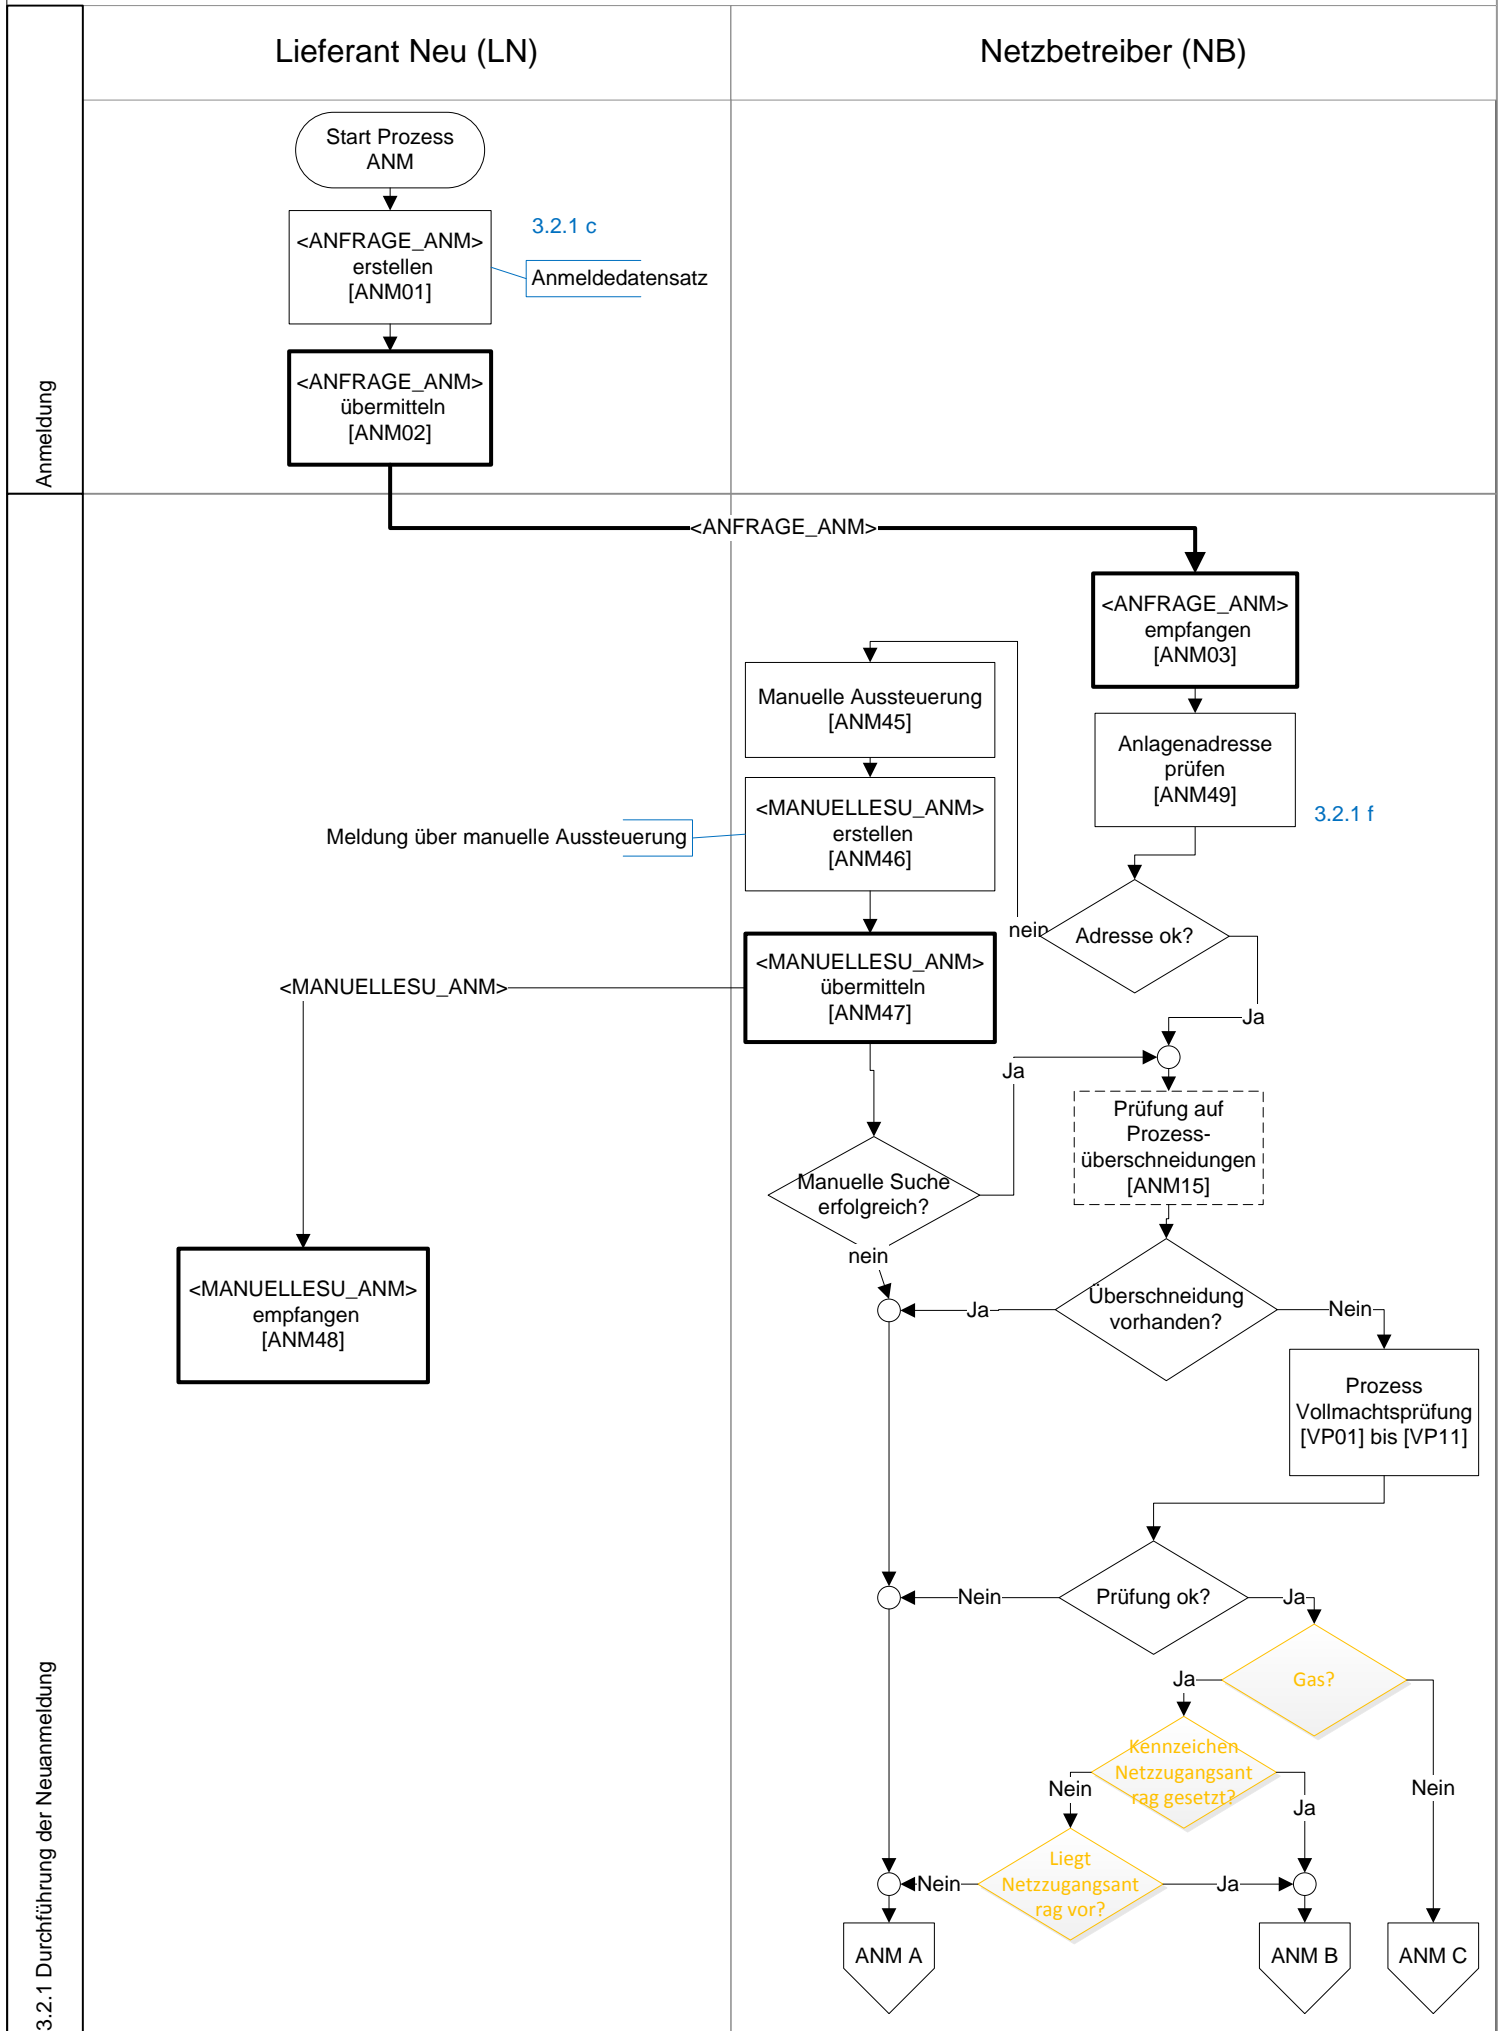 Lieferant Neu (LN)
Netzbetreiber (NB)
Anmeldung
Start Prozess
ANM
<ANFRAGE_ANM>
erstellen
[ANM01]
3.2.1 c
Anmeldedatensatz
<ANFRAGE_ANM>
übermitteln
[ANM02]
3.2.1 Durchführung der Neuanmeldung
<ANFRAGE_ANM>
<ANFRAGE_ANM>
empfangen
[ANM03]
Manuelle Aussteuerung
[ANM45]
Anlagenadresse
prüfen
[ANM49]
3.2.1 f
Meldung über manuelle Aussteuerung
<MANUELLESU_ANM>
erstellen
[ANM46]
nein
Adresse ok?
Ja
<MANUELLESU_ANM>
<MANUELLESU_ANM>
übermitteln
[ANM47]
Ja
Prüfung auf
Prozess-
überschneidungen
[ANM15]
Manuelle Suche
erfolgreich?
nein
<MANUELLESU_ANM>
empfangen
[ANM48]
Ja
Überschneidung
vorhanden?
Nein
Prozess
Vollmachtsprüfung
[VP01] bis [VP11]
Nein
Prüfung ok?
Ja
Ja
Gas?
Nein
Kennzeichen
Netzzugangsant
rag gesetzt?
Nein
Ja
Nein
Liegt
Netzzugangsant
rag vor?
Ja
ANM A
ANM B
ANM C